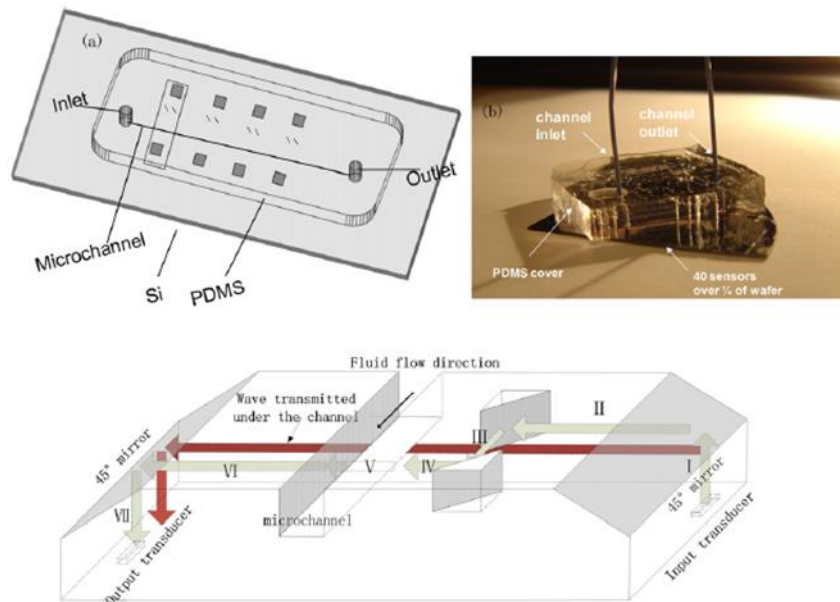 (a)
Inlet
Outlet
Microchannel
Si
PDMS
(b)
channel
inlet
channel
outlet
PDMS cover
40 sensors
over ¼ of wafer
Fluid flow direction
Wave transmitted
under the channel
II
III
I
45° mirror
VI
V
IV
45° mirror
VII
microchannel
Output transducer
Input transducer